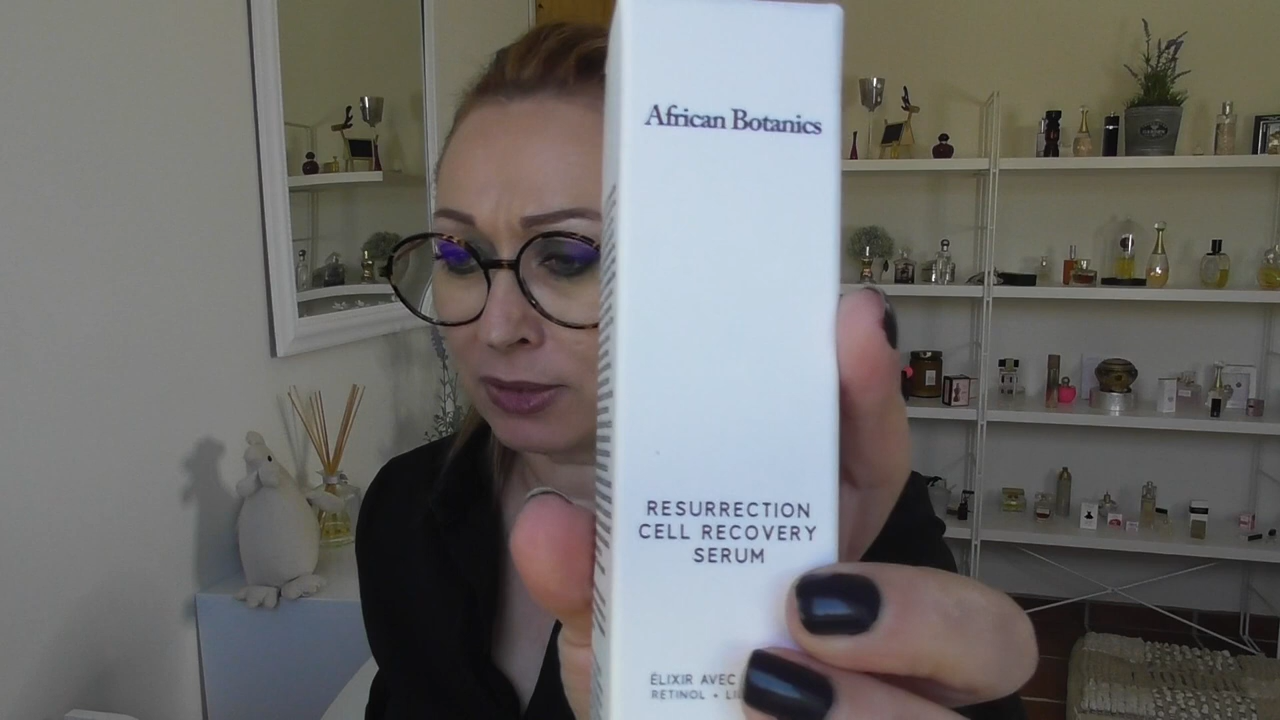 African Botanics
RESURRECTION
CELL RECOVERY
SERUM
ÉLIXIR AVEC
RETINOL +